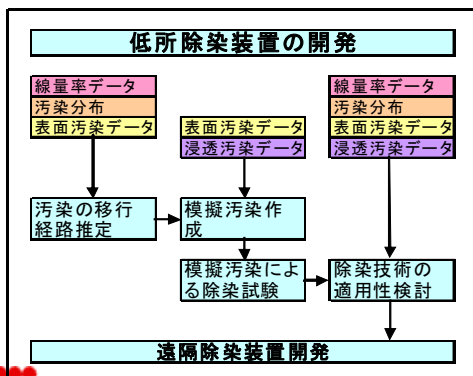 低所除染装置の開発
線量率データ
汚染分布
表面汚染データ
表面汚染データ
浸透汚染データ
線量率データ
汚染分布
表面汚染データ
浸透汚染データ
汚染の移行
経路推定
模擬汚染作
成
模擬汚染によ
る除染試験
除染技術の
適用性検討
遠隔除染装置開発